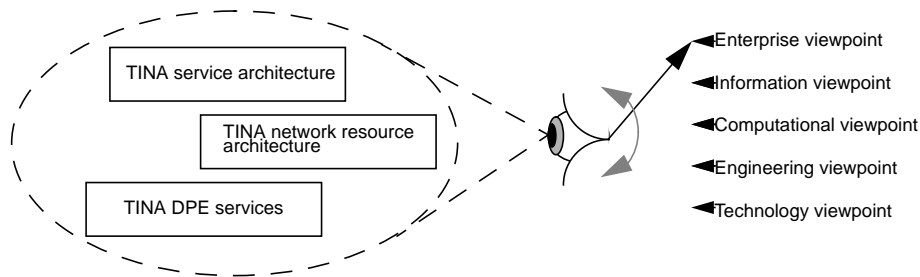 TINA service architecture
TINA network resource
architecture
TINA DPE services
Enterprise viewpoint
Information viewpoint
Computational viewpoint
Engineering viewpoint
Technology viewpoint